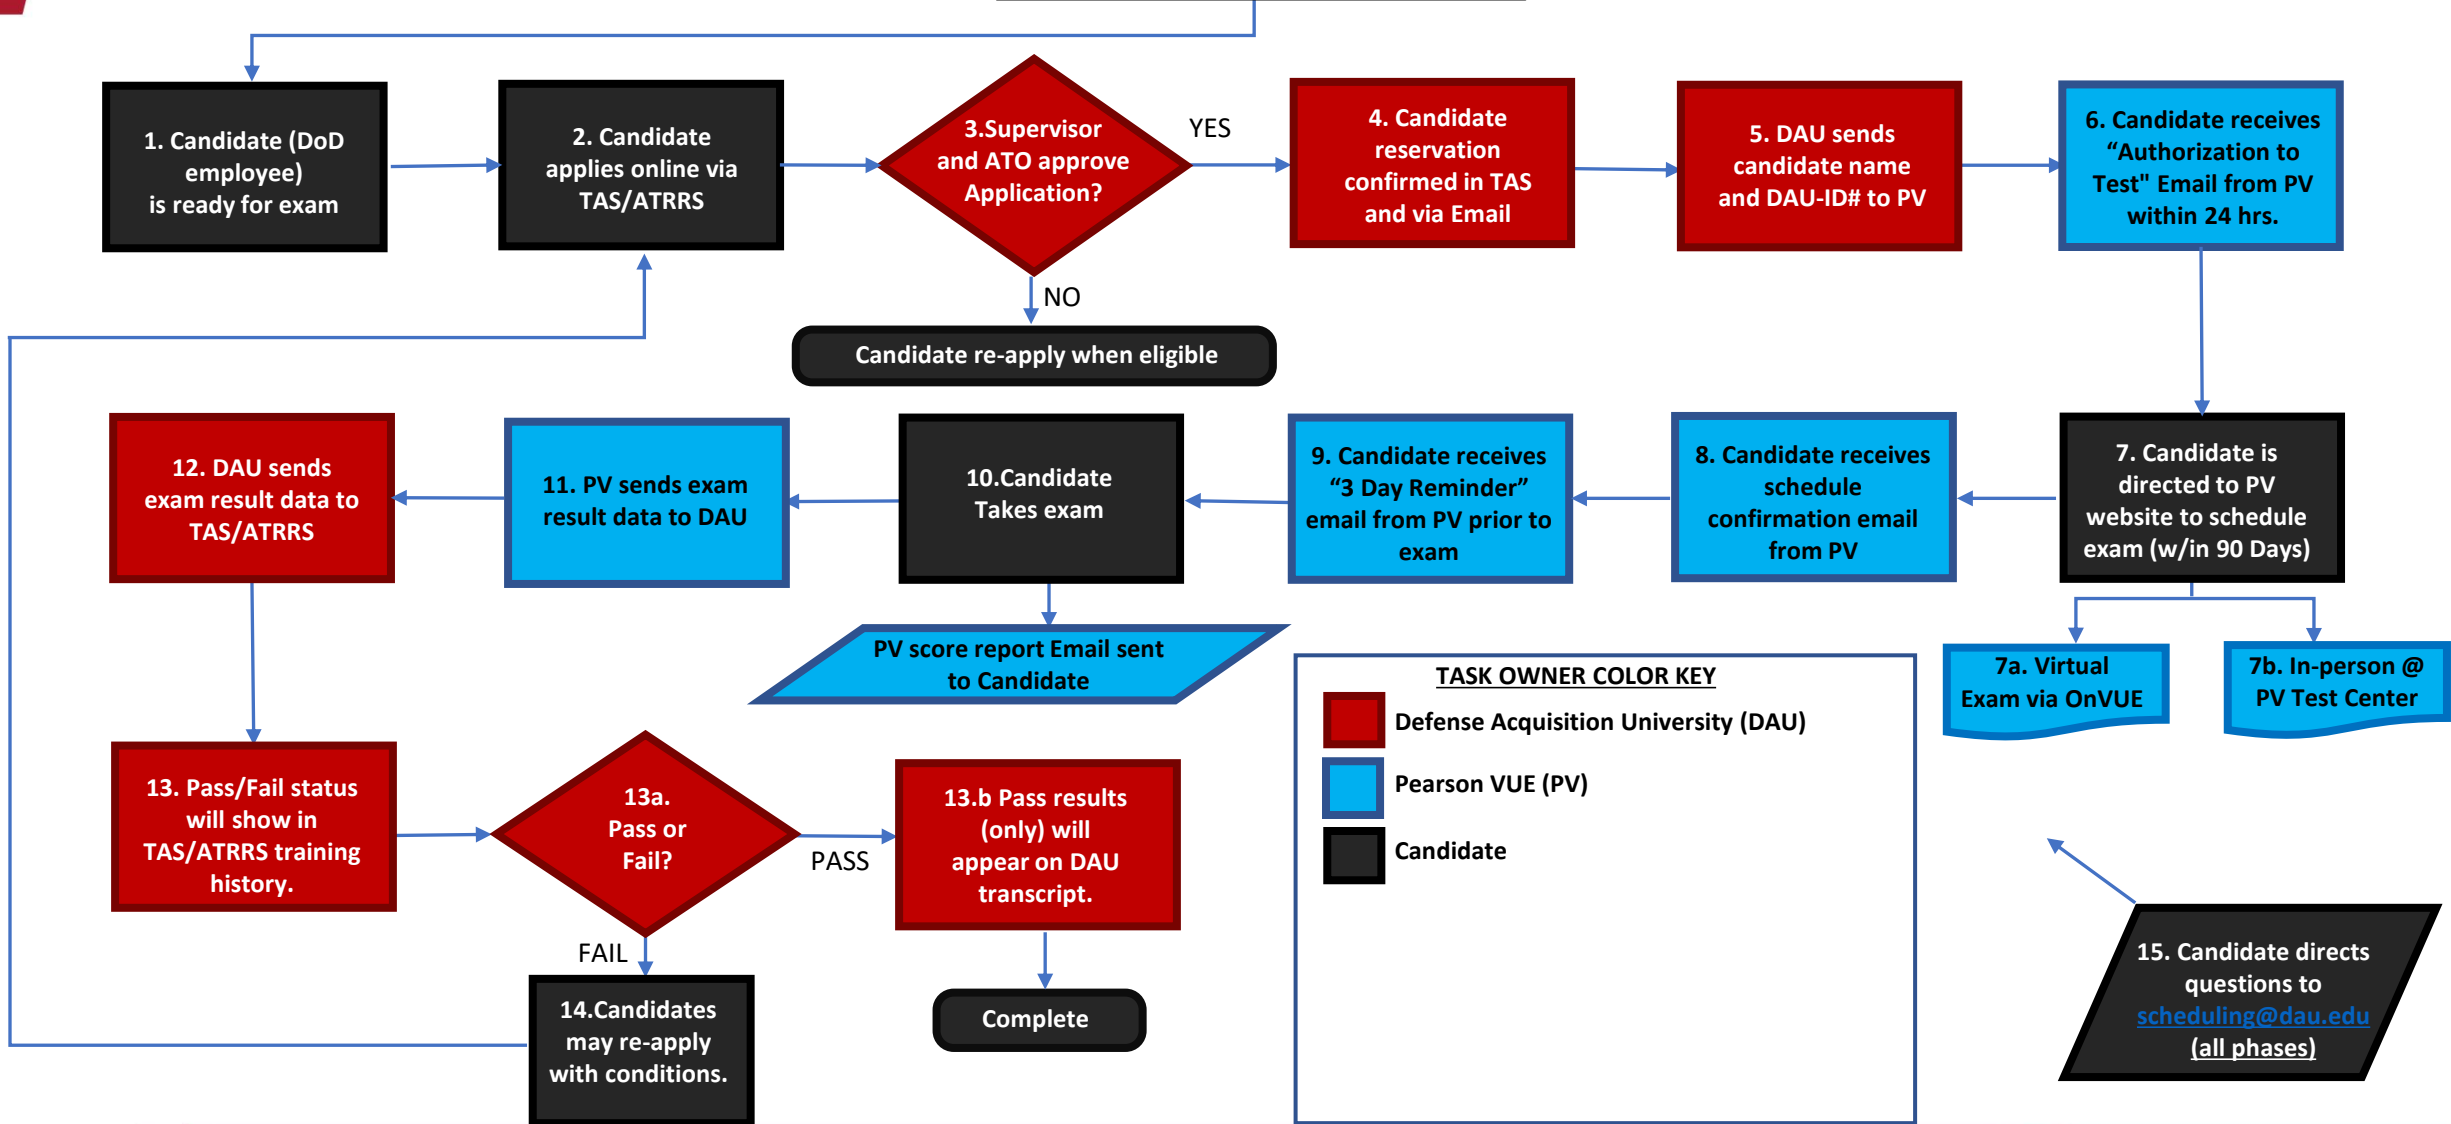 1. Candidate (DoD
employee)
is ready for exam
2. Candidate
applies online via
TAS/ATRRS
3.Supervisor
and ATO approve
Application?
YES
NO
Candidate re-apply when eligible
4. Candidate
reservation
confirmed in TAS
and via Email
5. DAU sends
candidate name
and DAU-ID# to PV
6. Candidate receives
“Authorization to
Test" Email from PV
within 24 hrs.
7. Candidate is
directed to PV
website to schedule
exam (w/in 90 Days)
7a. Virtual
Exam via OnVUE
7b. In-person @
PV Test Center
8. Candidate receives
schedule
confirmation email
from PV
9. Candidate receives
“3 Day Reminder”
email from PV prior to
exam
10.Candidate
Takes exam
PV score report Email sent
to Candidate
11. PV sends exam
result data to DAU
12. DAU sends
exam result data to
TAS/ATRRS
13. Pass/Fail status
will show in
TAS/ATRRS training
history.
13a.
Pass or
Fail?
PASS
FAIL
13.b Pass results
(only) will
appear on DAU
transcript.
Complete
14.Candidates
may re-apply
with conditions.
TASK OWNER COLOR KEY
Defense Acquisition University (DAU)
Pearson VUE (PV)
Candidate
15. Candidate directs
questions to
scheduling@dau.edu
(all phases)